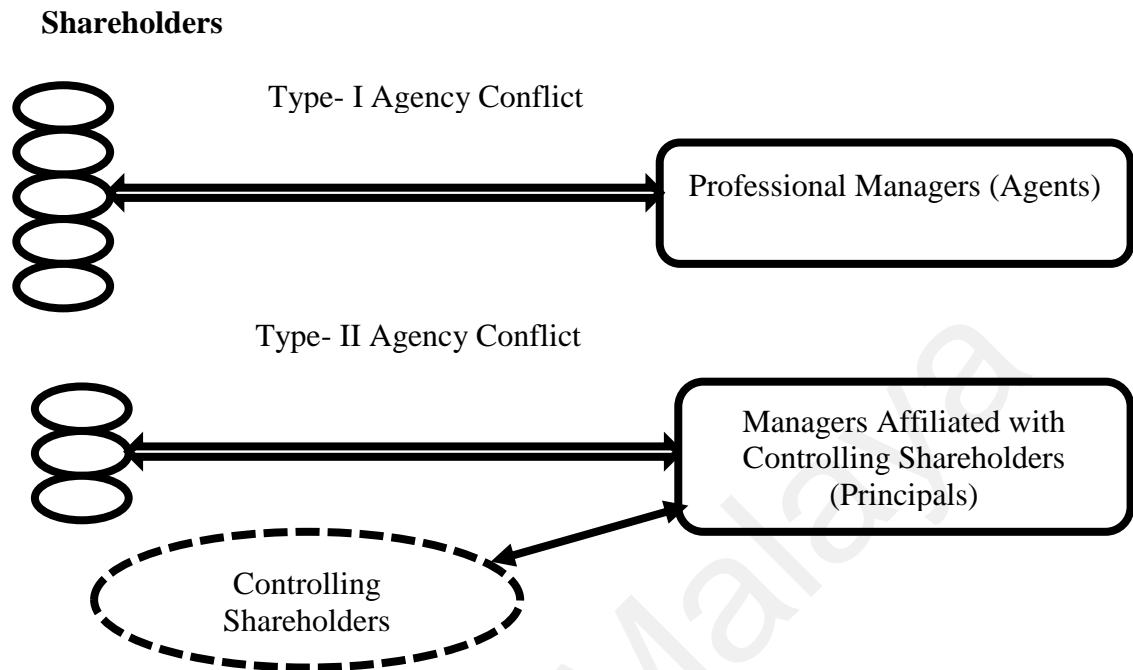 Shareholders
Type- I Agency Conflict
Professional Managers (Agents)
Type- II Agency Conflict
Managers Affiliated with
Controlling Shareholders
(Principals)
Controlling
Shareholders
Malaya